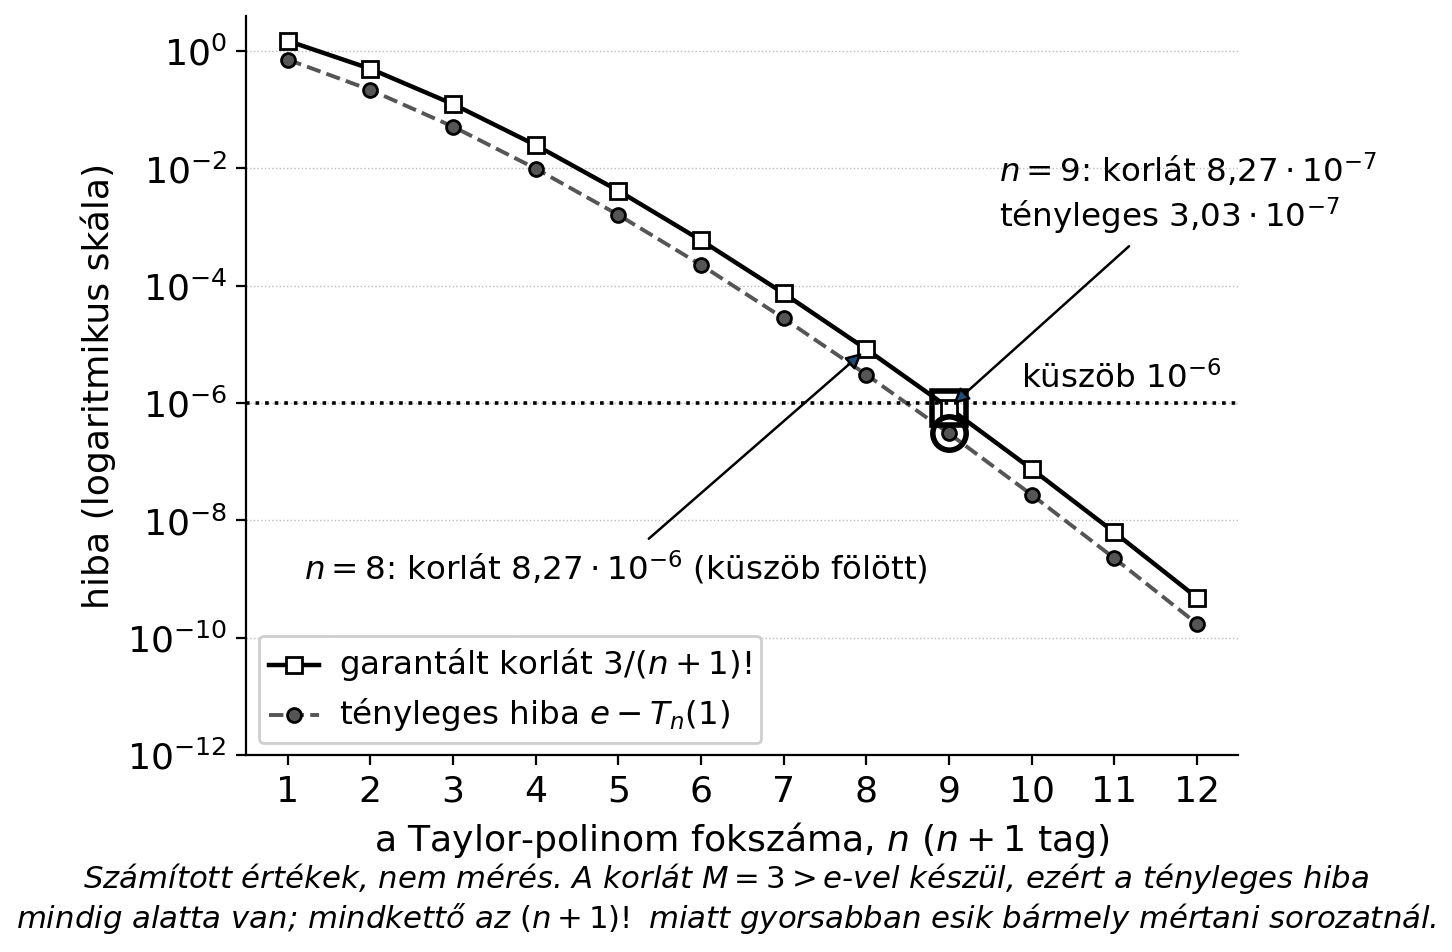 hiba (logaritmikus skála)
10⁰
10⁻²
10⁻⁴
10⁻⁶
10⁻⁸
10⁻¹⁰
10⁻¹²
n = 9: korlát 8,27 · 10⁻⁷
tényleges 3,03 · 10⁻⁷
küszöb 10⁻⁶
n = 8: korlát 8,27 · 10⁻⁶ (küszöb fölött)
garantált korlát 3/(n + 1)!
tényleges hiba e − Tₙ(1)
1 2 3 4 5 6 7 8 9 10 11 12
a Taylor-polinom fokszáma, n (n + 1 tag)
Számított értékek, nem mérés. A korlát M = 3 > e-vel készül, ezért a tényleges hiba
mindig alatta van; mindkettő az (n + 1)! miatt gyorsabban esik bármely mértani sorozatnál.